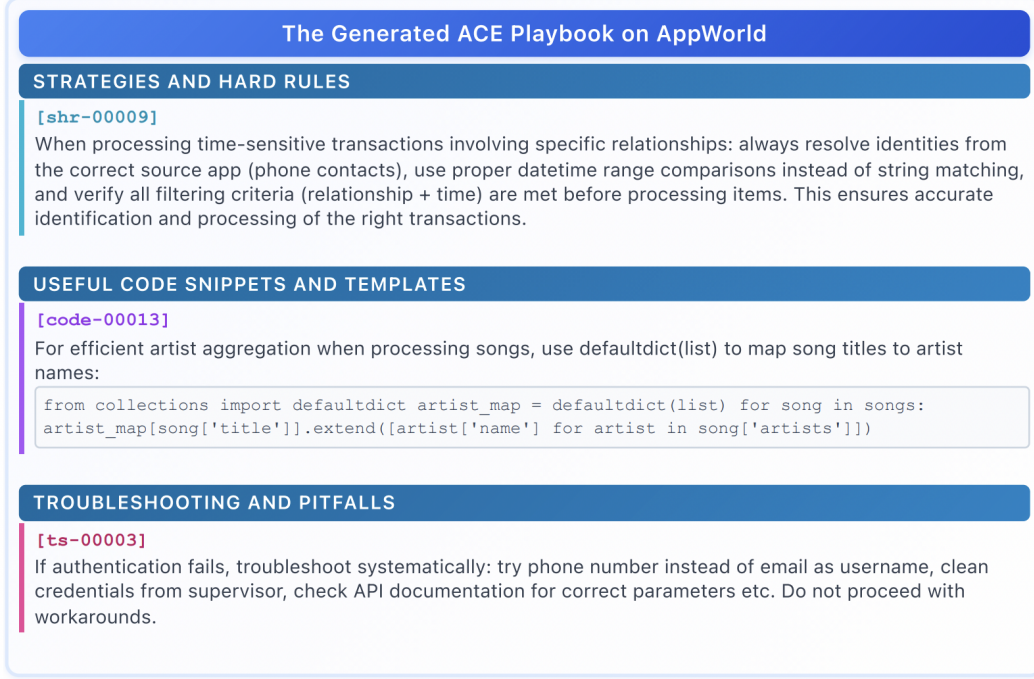 The Generated ACE Playbook on AppWorld
STRATEGIES AND HARD RULES
[shr-00009]
When processing time-sensitive transactions involving specific relationships: always resolve identities from
the correct source app (phone contacts), use proper datetime range comparisons instead of string matching,
and verify all filtering criteria (relationship + time) are met before processing items. This ensures accurate
identification and processing of the right transactions.
USEFUL CODE SNIPPETS AND TEMPLATES
[code-00013]
For efficient artist aggregation when processing songs, use defaultdict(list) to map song titles to artist
names:
from collections import defaultdict artist_map = defaultdict(list) for song in songs:
artist_map[song['title']].extend([artist['name'] for artist in song['artists']])
TROUBLESHOOTING AND PITFALLS
[ts-00003]
If authentication fails, troubleshoot systematically: try phone number instead of email as username, clean
credentials from supervisor, check API documentation for correct parameters etc. Do not proceed with
workarounds.